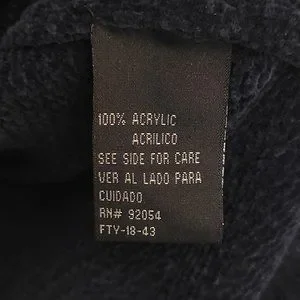 100% ACRYLIC
ACRILICO
SEE SIDE FOR CARE
VER AL LADO PARA
CUIDADO
RN# 92054
FTY-18-43